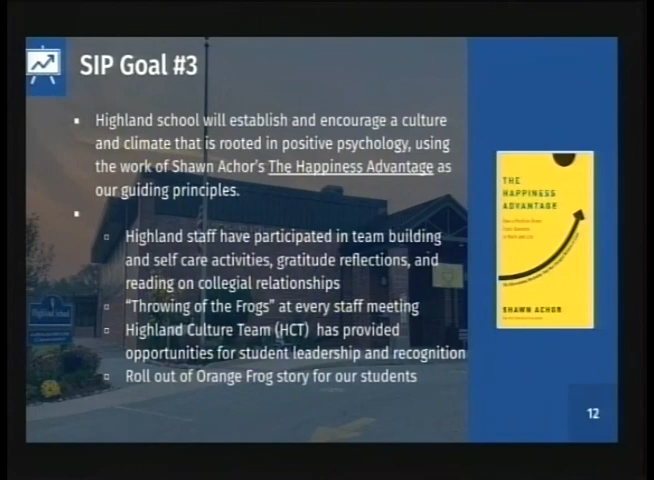 SIP Goal #3
Highland school will establish and encourage a culture
and climate that is rooted in positive psychology, using
the work of Shawn Achor's The Happiness Advantage as
our guiding principles.
Highland staff have participated in team building
and self care activities, gratitude reflections, and
reading on collegial relationships
"Throwing of the Frogs" at every staff meeting
Highland Culture Team (HCT) has provided
opportunities for student leadership and recognition
Roll out of Orange Frog story for our students
THE
HAPPINESS
ADVANTAGE
SHAWN ACHOR
Highland School
12